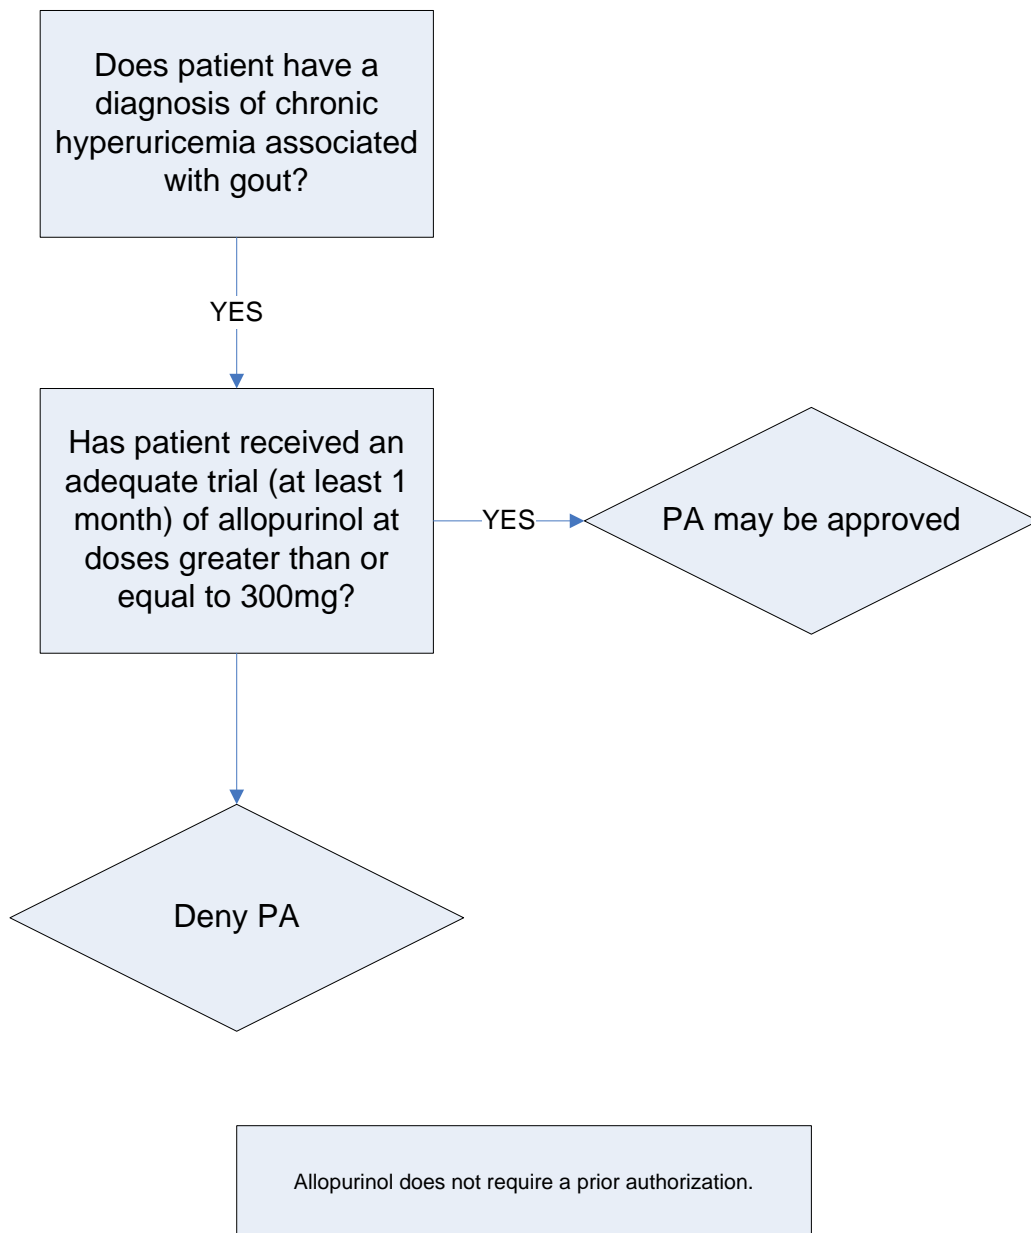 Does patient have a
diagnosis of chronic
hyperuricemia associated
with gout?
YES
Has patient received an
adequate trial (at least 1
month) of allopurinol at
doses greater than or
equal to 300mg?
YES
PA may be approved
Deny PA
Allopurinol does not require a prior authorization.